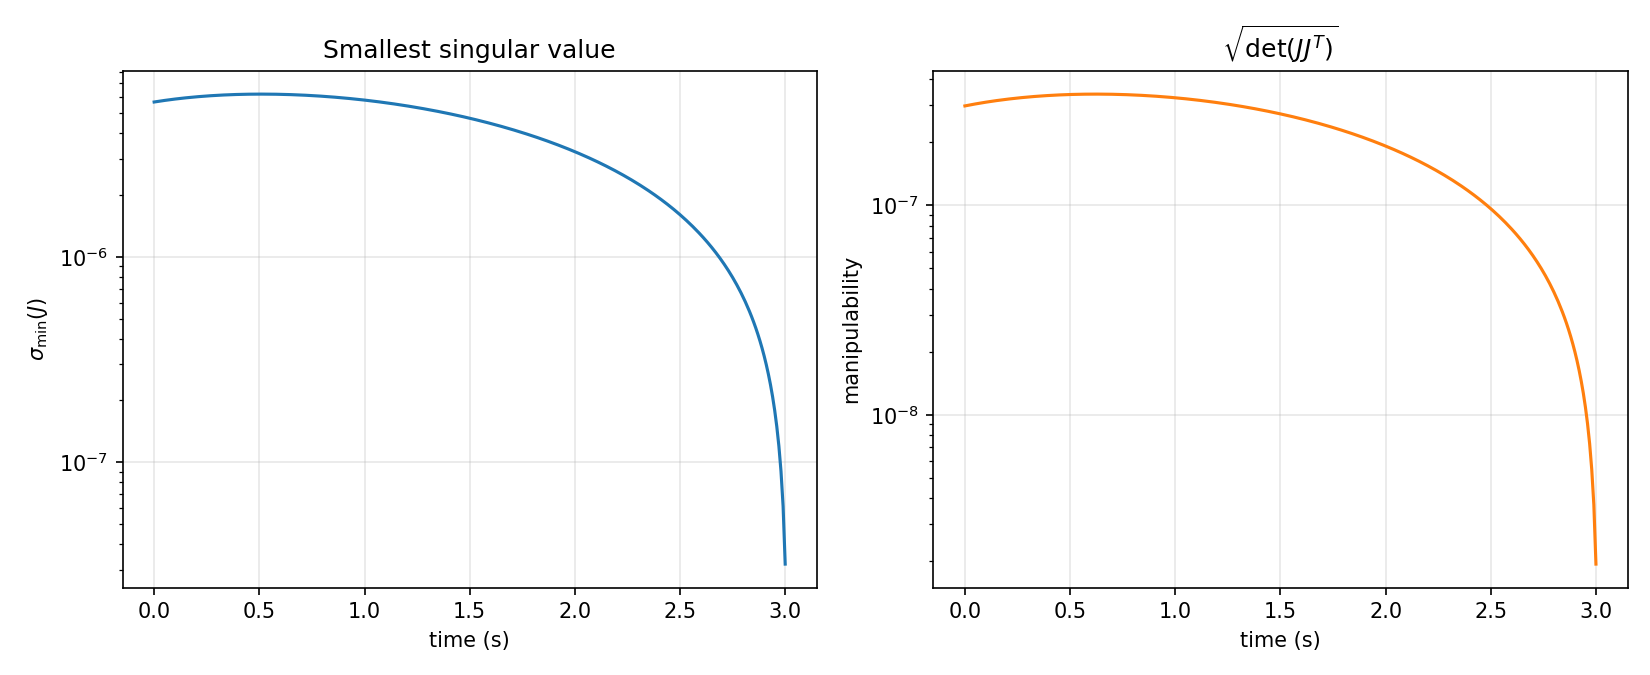 Smallest singular value
σ_min(J)
10⁻⁶
10⁻⁷
0.0 0.5 1.0 1.5 2.0 2.5 3.0
time (s)
√det(JJᵀ)
manipulability
10⁻⁷
10⁻⁸
0.0 0.5 1.0 1.5 2.0 2.5 3.0
time (s)